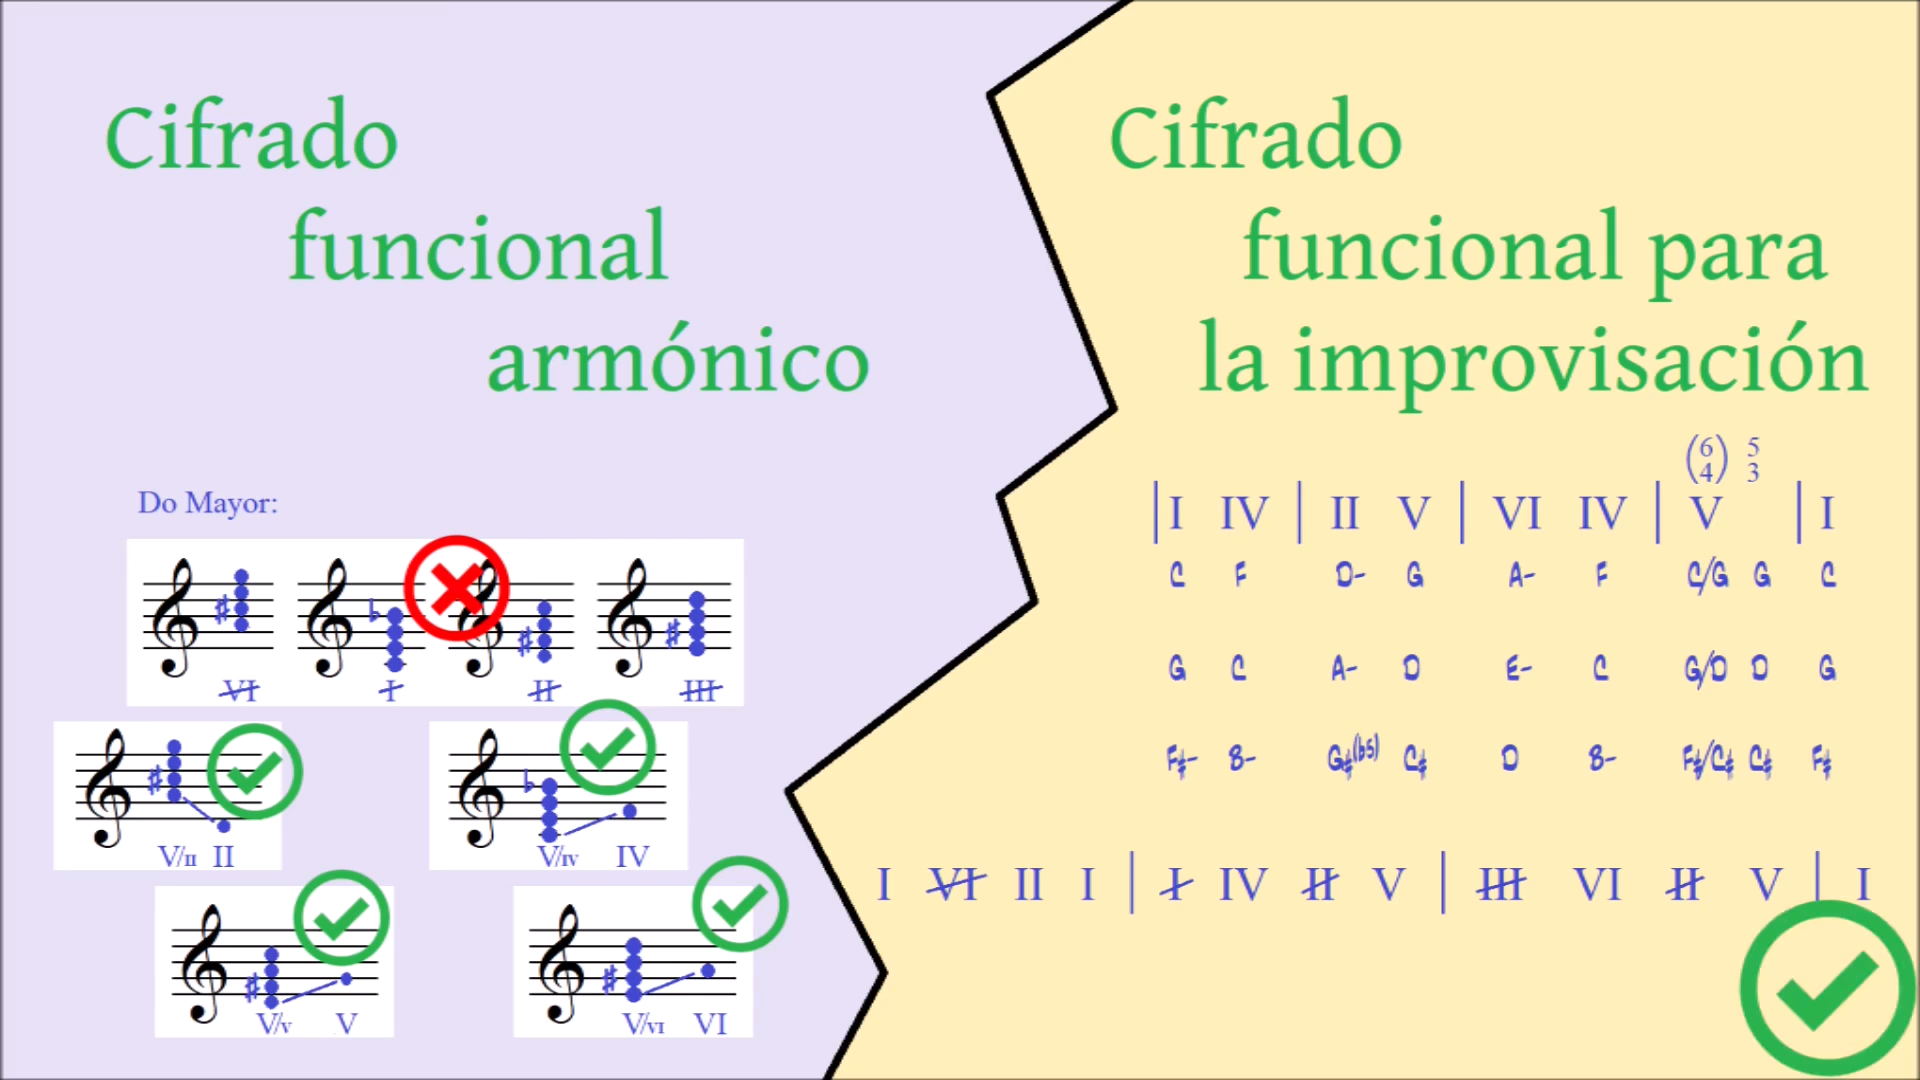 Cifrado
funcional
armónico
Do Mayor:
VI I II III
V/II II
V/IV IV
V/V V
V/VI VI
Cifrado
funcional para
la improvisación
(6 4) 5 3
| I IV | II V | VI IV | V | I
C F D- G A- F C/G G C
G C A- D E- C G/D D G
F#- B- G#(b5) C# D B- F#/C# C# F#
I VI II I | I IV II V | III VI II V | I